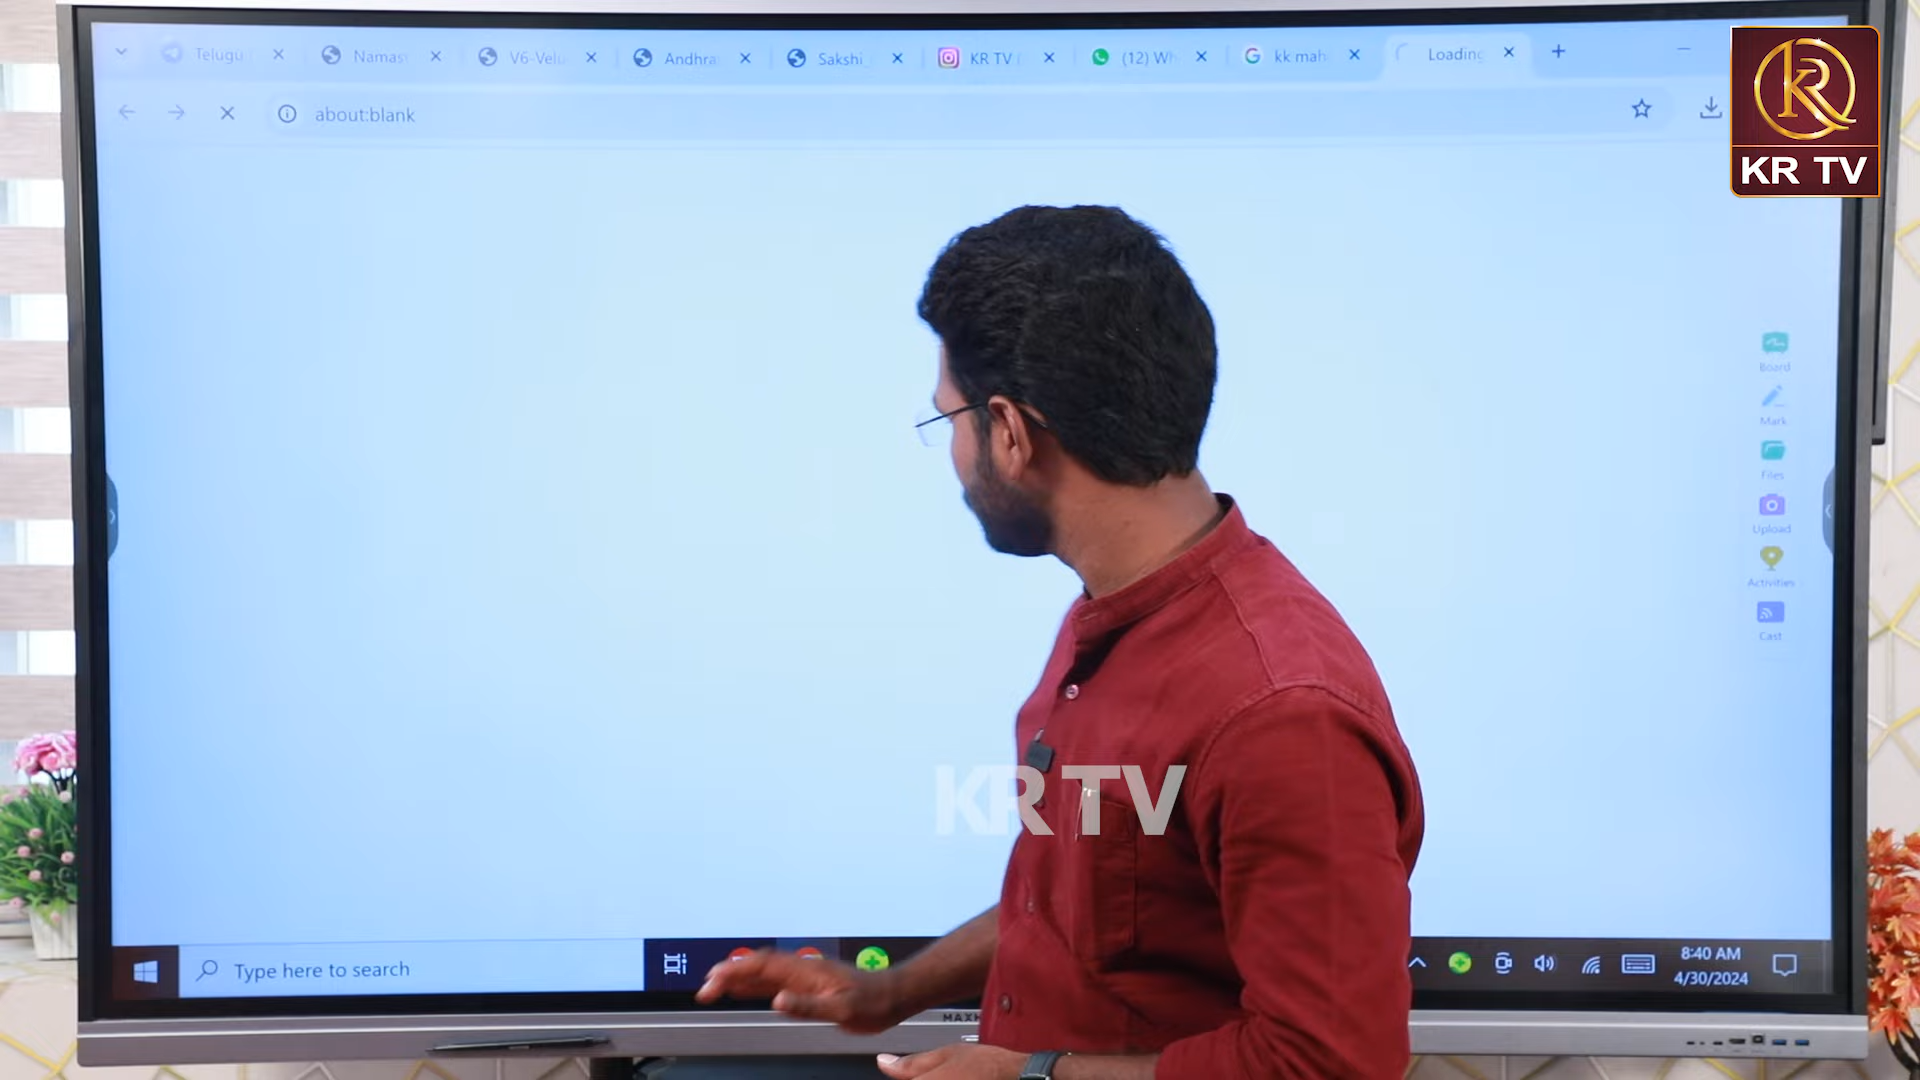 Telugu
Namas
V6-Velu
Andhra
Sakshi
KR TV
(12) Wh
kk mah
Loading
about:blank
KR TV
Board
Mark
Files
Upload
Activities
Cast
KR TV
Type here to search
8:40 AM
4/30/2024
MAXH